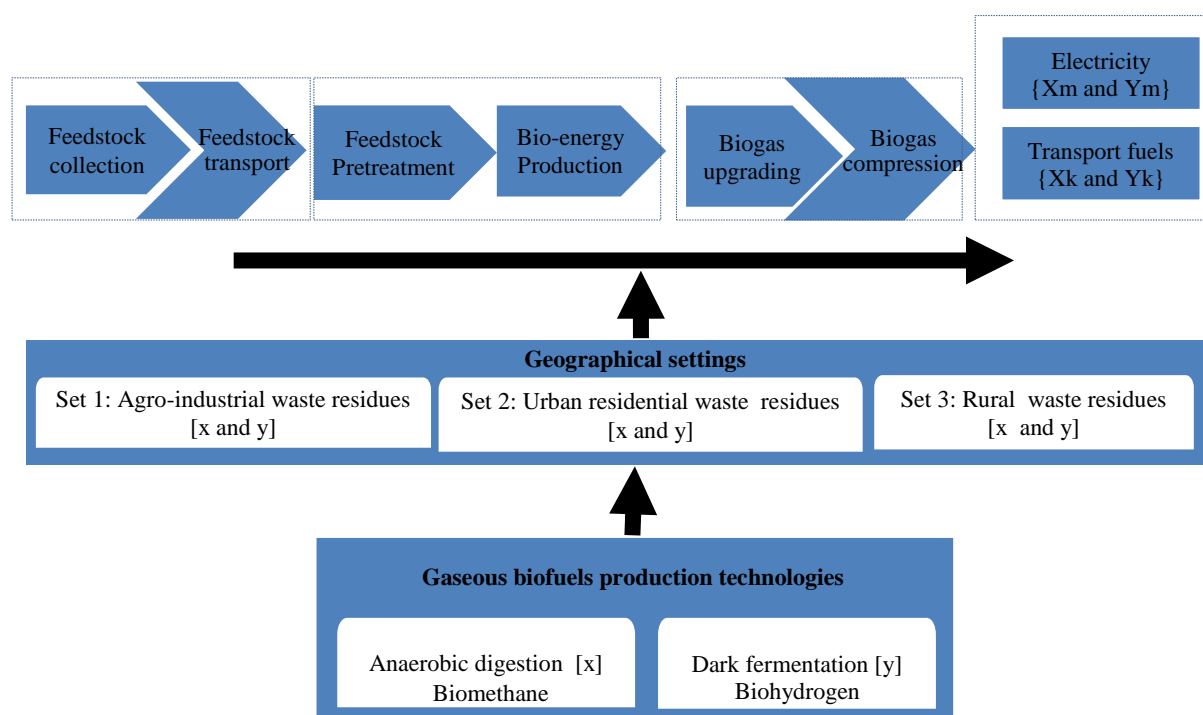 Feedstock
collection
Feedstock
transport
Feedstock
Pretreatment
Bio-energy
Production
Biogas
upgrading
Biogas
compression
Electricity
{Xm and Ym}
Transport fuels
{Xk and Yk}
Geographical settings
Set 1: Agro-industrial waste residues
[x and y]
Set 2: Urban residential waste residues
[x and y]
Set 3: Rural waste residues
[x and y]
Gaseous biofuels production technologies
Anaerobic digestion [x]
Biomethane
Dark fermentation [y]
Biohydrogen